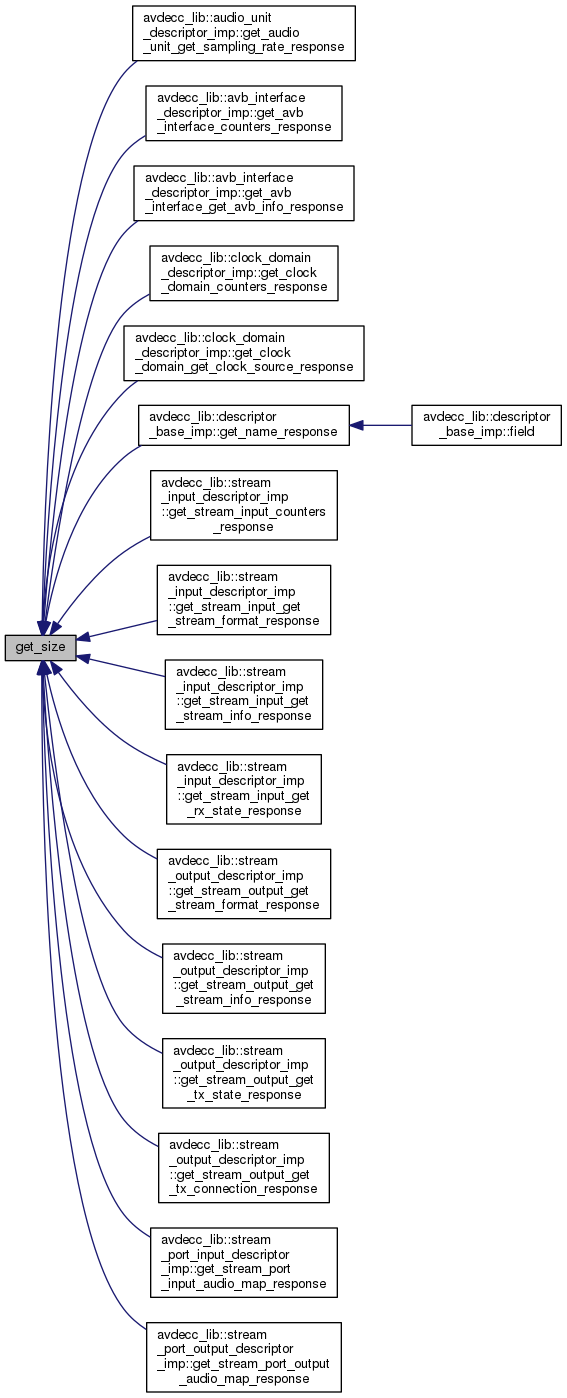 avdecc_lib::audio_unit
_descriptor_imp::get_audio
_unit_get_sampling_rate_response
avdecc_lib::avb_interface
_descriptor_imp::get_avb
_interface_counters_response
avdecc_lib::avb_interface
_descriptor_imp::get_avb
_interface_get_avb_info_response
avdecc_lib::clock_domain
_descriptor_imp::get_clock
_domain_counters_response
avdecc_lib::clock_domain
_descriptor_imp::get_clock
_domain_get_clock_source_response
avdecc_lib::descriptor
_base_imp::get_name_response
avdecc_lib::descriptor
_base_imp::field
avdecc_lib::stream
_input_descriptor_imp
::get_stream_input_counters
_response
avdecc_lib::stream
_input_descriptor_imp
::get_stream_input_get
_stream_format_response
get_size
avdecc_lib::stream
_input_descriptor_imp
::get_stream_input_get
_stream_info_response
avdecc_lib::stream
_input_descriptor_imp
::get_stream_input_get
_rx_state_response
avdecc_lib::stream
_output_descriptor_imp
::get_stream_output_get
_stream_format_response
avdecc_lib::stream
_output_descriptor_imp
::get_stream_output_get
_stream_info_response
avdecc_lib::stream
_output_descriptor_imp
::get_stream_output_get
_tx_state_response
avdecc_lib::stream
_output_descriptor_imp
::get_stream_output_get
_tx_connection_response
avdecc_lib::stream
_port_input_descriptor
_imp::get_stream_port
_input_audio_map_response
avdecc_lib::stream
_port_output_descriptor
_imp::get_stream_port_output
_audio_map_response